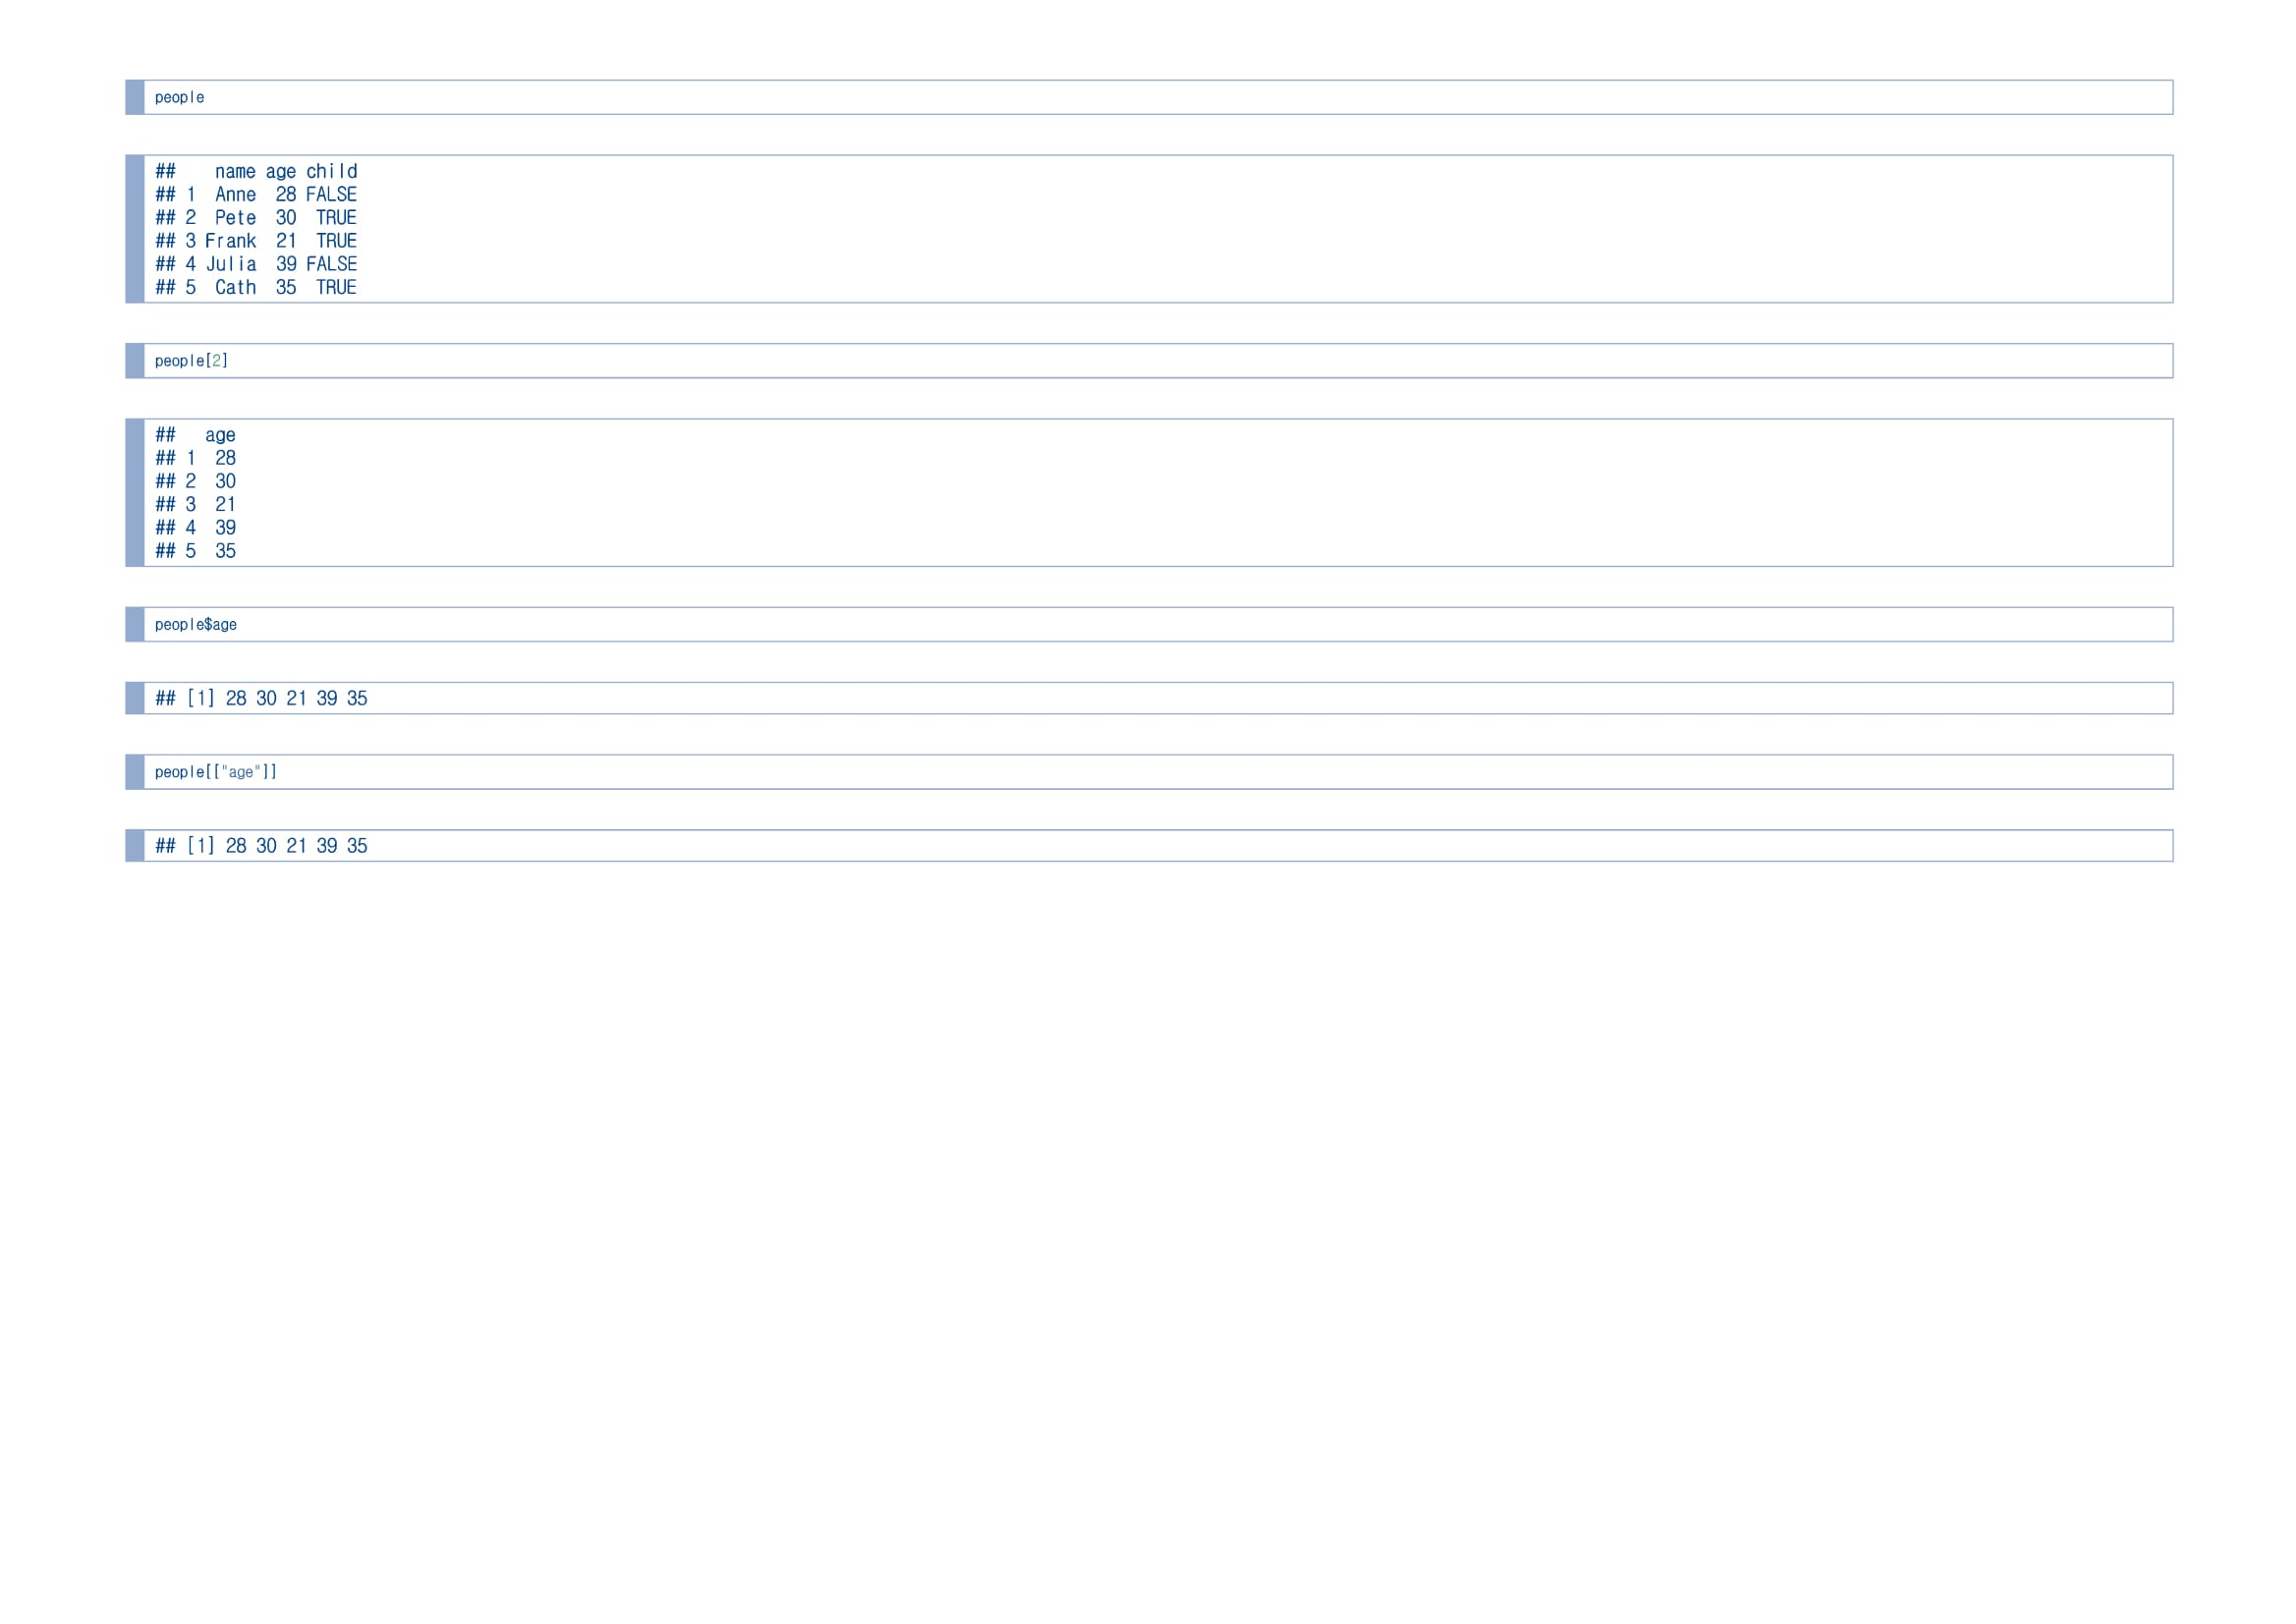 people
##    name age child
## 1  Anne  28 FALSE
## 2  Pete  30  TRUE
## 3 Frank  21  TRUE
## 4 Julia  39 FALSE
## 5  Cath  35  TRUE
people[2]
##   age
## 1  28
## 2  30
## 3  21
## 4  39
## 5  35
people$age
## [1] 28 30 21 39 35
people[["age"]]
## [1] 28 30 21 39 35